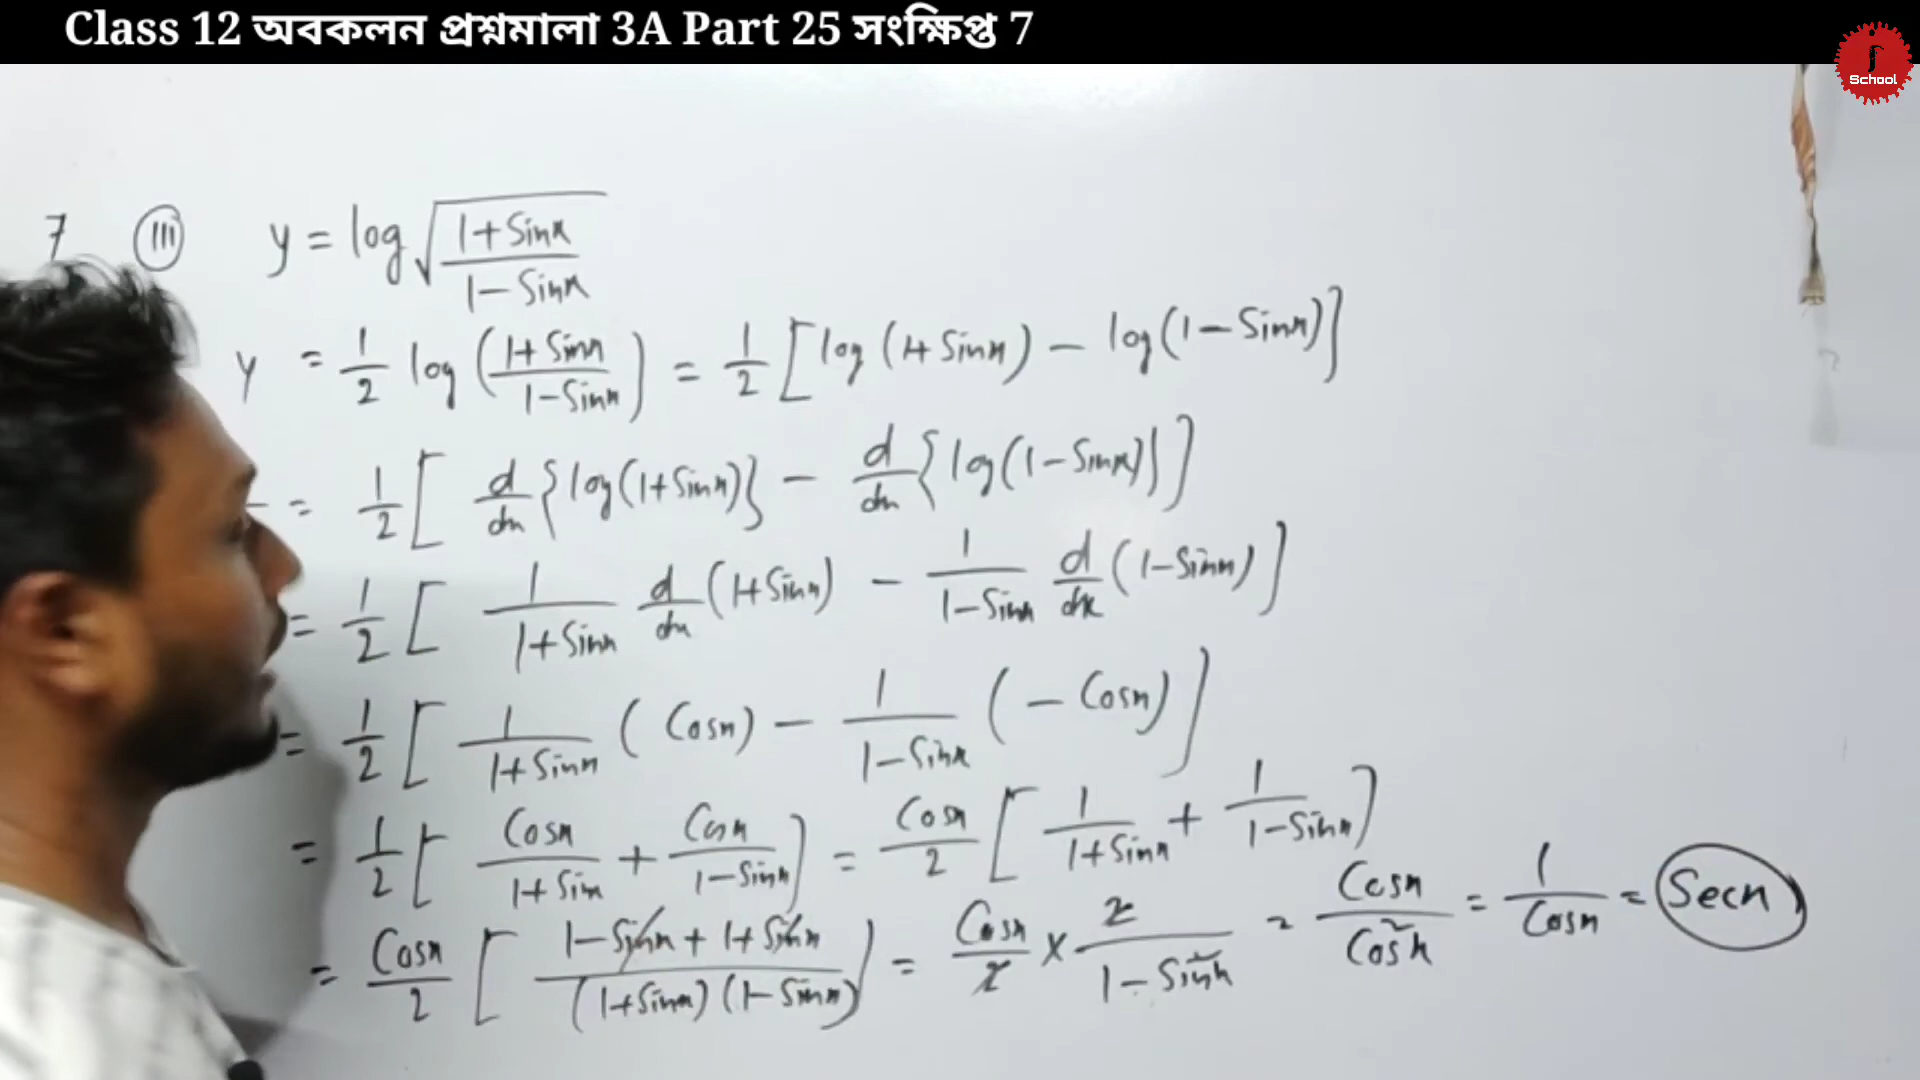 Class 12 অবকলন প্রশ্নমালা 3A Part 25 সংক্ষিপ্ত 7
School
7 (III) y = log √((1+Sinx)/(1-Sinx))
y = 1/2 log ((1+Sinx)/(1-Sinx)) = 1/2 [log (1+Sinx) - log(1-Sinx)]
= 1/2 [d/dx {log(1+Sinx)} - d/dx {log(1-Sinx)}]
= 1/2 [1/(1+Sinx) d/dx (1+Sinx) - 1/(1-Sinx) d/dx (1-Sinx)]
= 1/2 [1/(1+Sinx) (Cosx) - 1/(1-Sinx) (-Cosx)]
= 1/2 [Cosx/(1+Sinx) + Cosx/(1-Sinx)] = Cosx/2 [1/(1+Sinx) + 1/(1-Sinx)]
= Cosx/2 [(1-Sinx+1+Sinx)/((1+Sinx)(1-Sinx))] = Cosx/2 × 2/(1-Sin²x) = Cosx/Cos²x = 1/Cosx = Secx